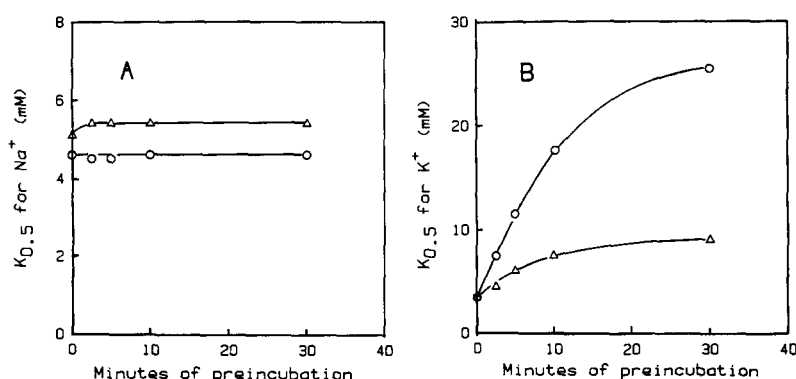 A
K0.5 for Na+ (mM)
8
6
4
2
0
0 10 20 30 40
Minutes of preincubation
B
K0.5 for K+ (mM)
30
20
10
0
0 10 20 30 40
Minutes of preincubation